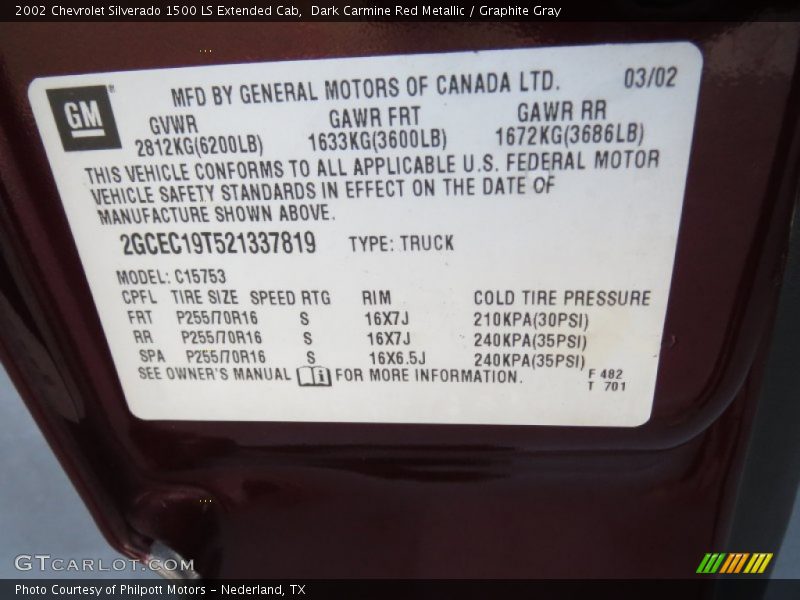 2002 Chevrolet Silverado 1500 LS Extended Cab,  Dark Carmine Red Metallic / Graphite Gray
GM
MFD BY GENERAL MOTORS OF CANADA LTD. 03/02
GVWR GAWR FRT GAWR RR
2812KG(6200LB) 1633KG(3600LB) 1672KG(3686LB)
THIS VEHICLE CONFORMS TO ALL APPLICABLE U.S. FEDERAL MOTOR
VEHICLE SAFETY STANDARDS IN EFFECT ON THE DATE OF
MANUFACTURE SHOWN ABOVE.
2GCEC19T521337819 TYPE: TRUCK
MODEL: C15753
CPFL TIRE SIZE SPEED RTG RIM COLD TIRE PRESSURE
FRT P255/70R16 S 16X7J 210KPA(30PSI)
RR P255/70R16 S 16X7J 240KPA(35PSI)
SPA P255/70R16 S 16X6.5J 240KPA(35PSI)
SEE OWNER'S MANUAL FOR MORE INFORMATION.
F 482
T 701
GTCARLOT.COM
Photo Courtesy of Philpott Motors - Nederland, TX